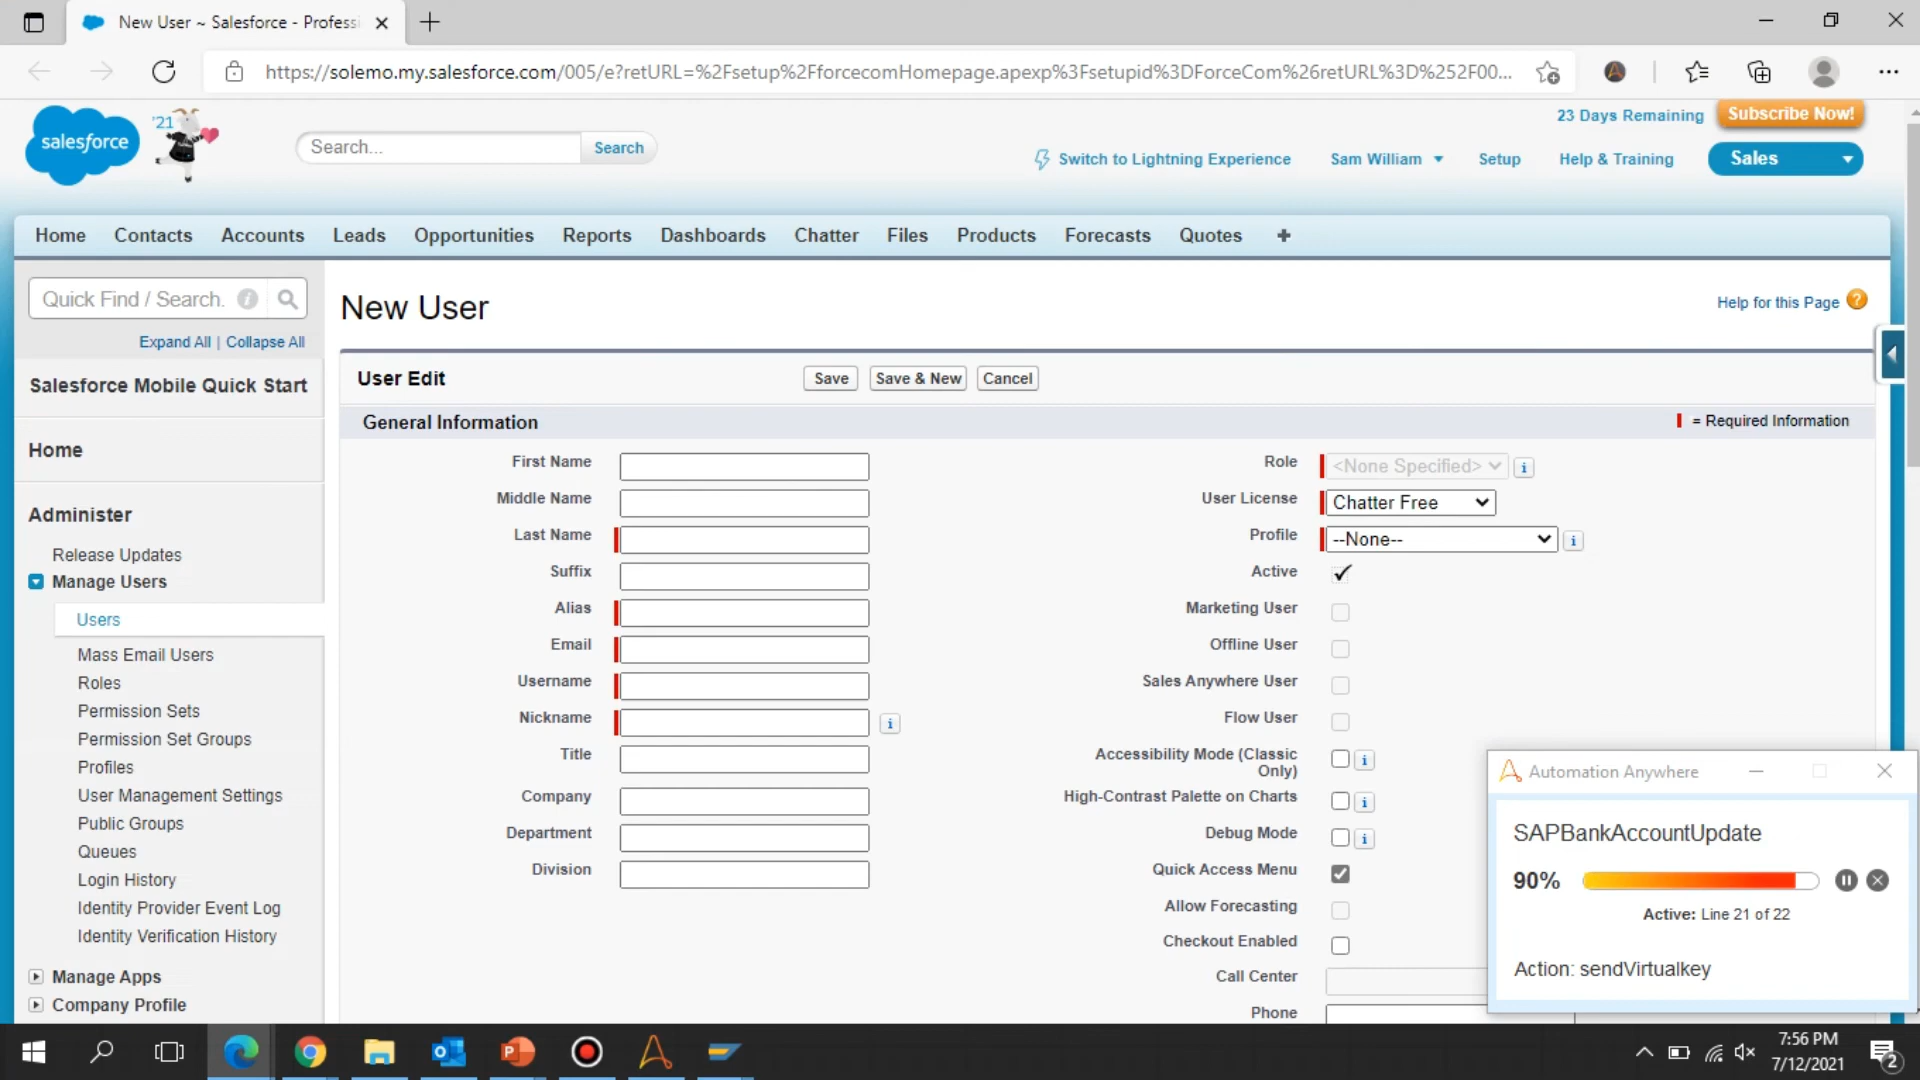 New User ~ Salesforce - Professi
https://solemo.my.salesforce.com/005/e?retURL=%2Fsetup%2FforcecomHomepage.apexp%3Fsetupid%3DForceCom%26retURL%3D%252F00...
salesforce
'21
Search...
Search
23 Days Remaining
Subscribe Now!
Switch to Lightning Experience
Sam William
Setup
Help & Training
Sales
Home Contacts Accounts Leads Opportunities Reports Dashboards Chatter Files Products Forecasts Quotes +
Quick Find / Search.
Expand All | Collapse All
Salesforce Mobile Quick Start
Home
Administer
Release Updates
Manage Users
Users
Mass Email Users
Roles
Permission Sets
Permission Set Groups
Profiles
User Management Settings
Public Groups
Queues
Login History
Identity Provider Event Log
Identity Verification History
Manage Apps
Company Profile
New User
Help for this Page ?
User Edit
Save
Save & New
Cancel
General Information
= Required Information
First Name
Middle Name
Last Name
Suffix
Alias
Email
Username
Nickname
Title
Company
Department
Division
Role
<None Specified>
User License
Chatter Free
Profile
--None--
Active
Marketing User
Offline User
Sales Anywhere User
Flow User
Accessibility Mode (Classic
Only)
High-Contrast Palette on Charts
Debug Mode
Quick Access Menu
Allow Forecasting
Checkout Enabled
Call Center
Phone
Automation Anywhere
SAPBankAccountUpdate
90%
Active: Line 21 of 22
Action: sendVirtualkey
7:56 PM
7/12/2021
2